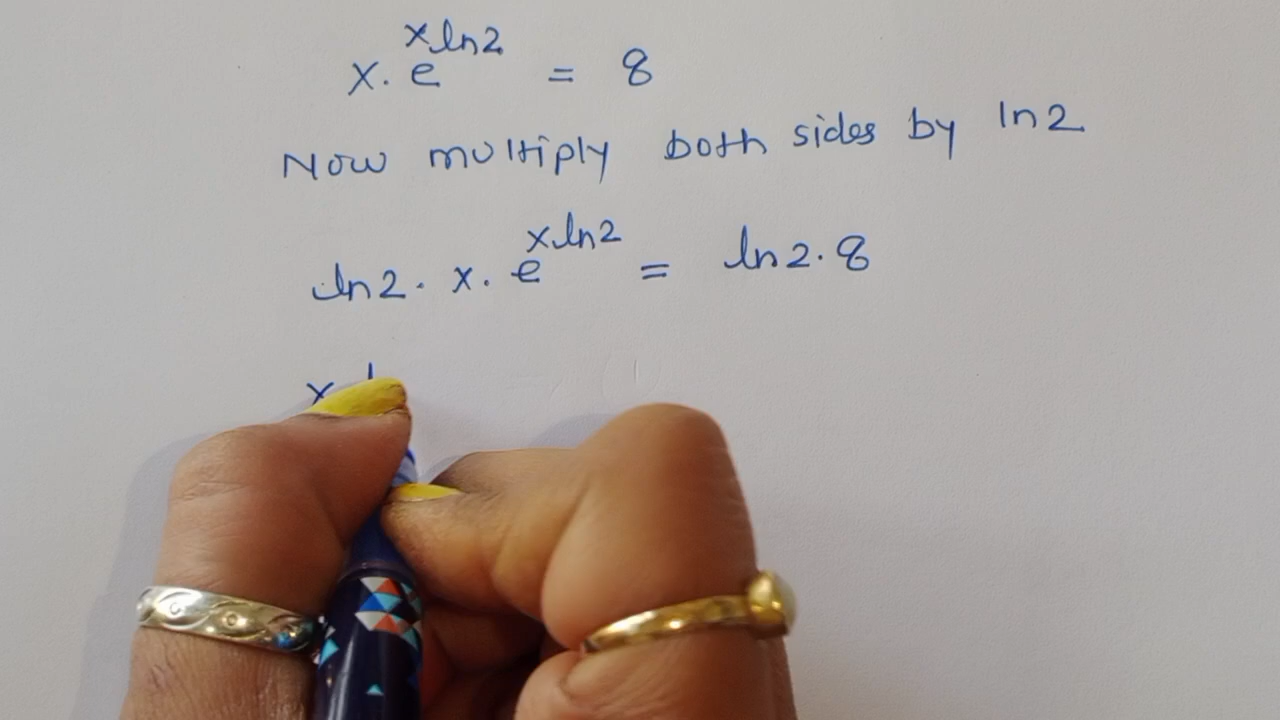 x. e^xln2 = 8
Now multiply both sides by ln2
ln2. x. e^xln2 = ln2.8
x